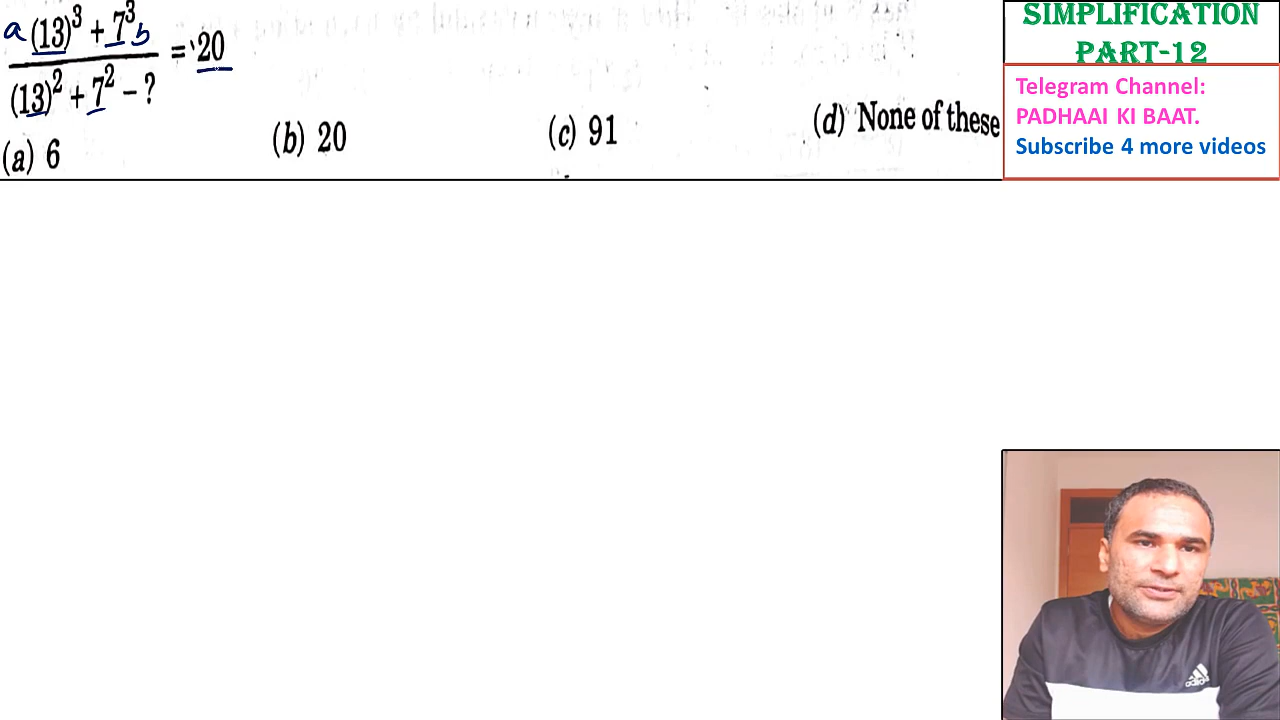 a (13)³ + 7³ b
(13)² + 7² – ? = 20
(a) 6 (b) 20 (c) 91 (d) None of these
SIMPLIFICATION
PART-12
Telegram Channel:
PADHAAI KI BAAT.
Subscribe 4 more videos
adidas